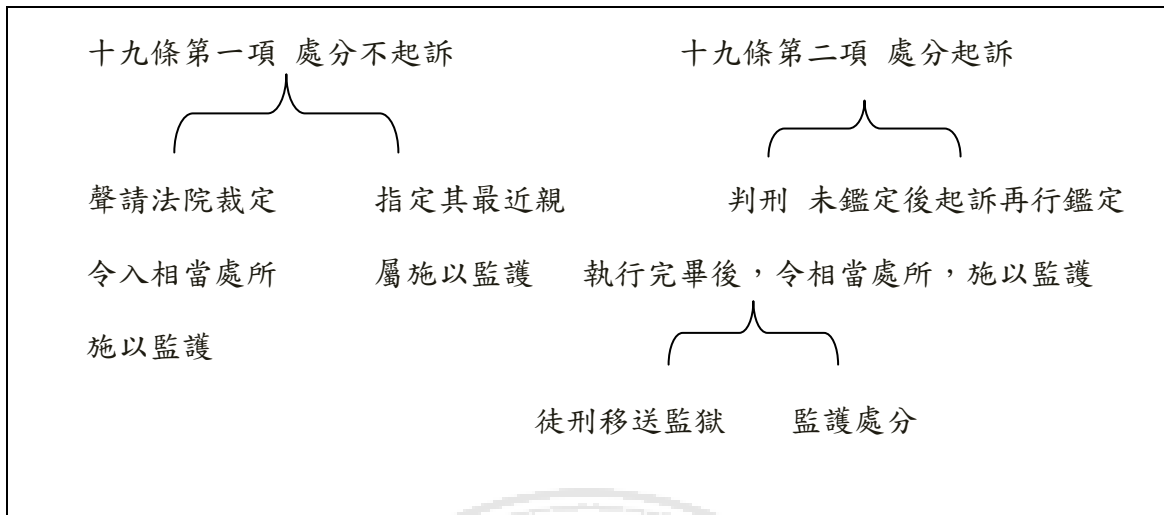 十九條第一項 處分不起訴
十九條第二項 處分起訴
聲請法院裁定
令入相當處所
施以監護
指定其最近親
屬施以監護
判刑 未鑑定後起訴再行鑑定
執行完畢後，令相當處所，施以監護
徒刑移送監獄
監護處分